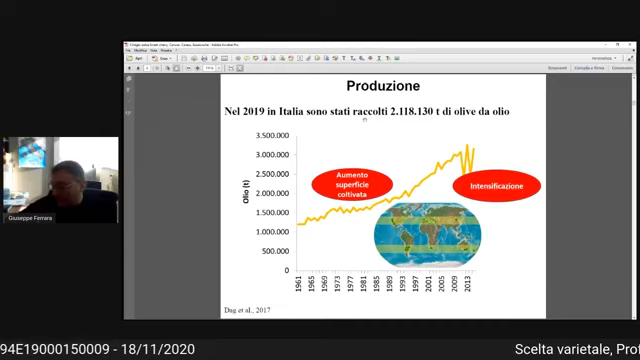 Produzione
Nel 2019 in Italia sono stati raccolti 2.118.130 t di olive da olio
3.500.000
3.000.000
2.500.000
2.000.000
1.500.000
1.000.000
500.000
0
Olio (t)
Aumento
superficie
coltivata
Intensificazione
1961
1965
1969
1973
1977
1981
1985
1989
1993
1997
2001
2005
2009
2013
Dag et al., 2017
Giuseppe Ferrara
94E19000150009 - 18/11/2020
Scelta varietale, Prof